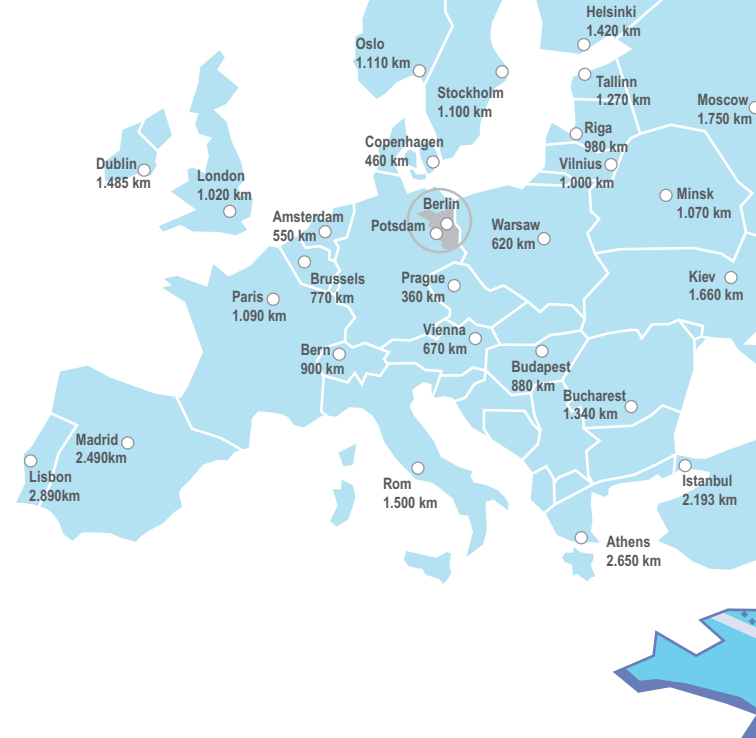 Helsinki
1.420 km
Oslo
1.110 km
Stockholm
1.100 km
Tallinn
1.270 km
Moscow
1.750 km
Riga
980 km
Copenhagen
460 km
Vilnius
1.000 km
Dublin
1.485 km
London
1.020 km
Minsk
1.070 km
Berlin
Potsdam
Amsterdam
550 km
Warsaw
620 km
Brussels
770 km
Prague
360 km
Kiev
1.660 km
Paris
1.090 km
Vienna
670 km
Bern
900 km
Budapest
880 km
Bucharest
1.340 km
Madrid
2.490km
Lisbon
2.890km
Rom
1.500 km
Istanbul
2.193 km
Athens
2.650 km